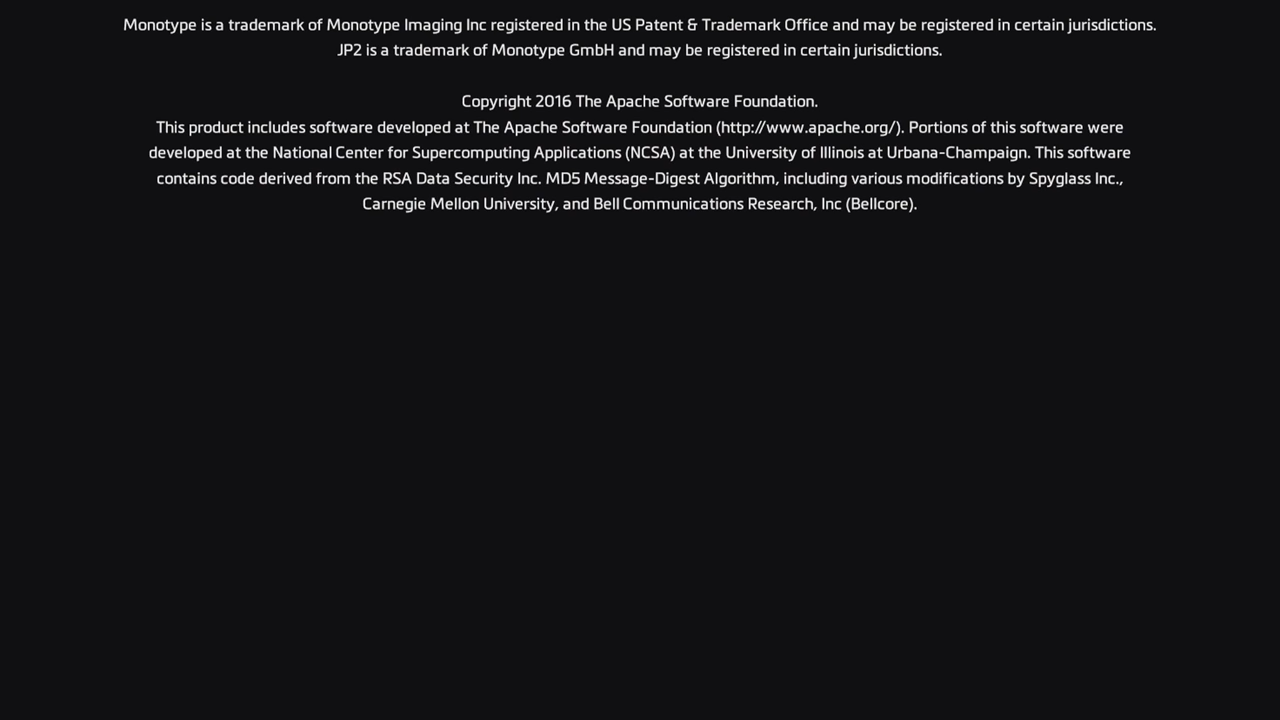 Monotype is a trademark of Monotype Imaging Inc registered in the US Patent & Trademark Office and may be registered in certain jurisdictions.
JP2 is a trademark of Monotype GmbH and may be registered in certain jurisdictions.
Copyright 2016 The Apache Software Foundation.
This product includes software developed at The Apache Software Foundation (http://www.apache.org/). Portions of this software were
developed at the National Center for Supercomputing Applications (NCSA) at the University of Illinois at Urbana-Champaign. This software
contains code derived from the RSA Data Security Inc. MD5 Message-Digest Algorithm, including various modifications by Spyglass Inc.,
Carnegie Mellon University, and Bell Communications Research, Inc (Bellcore).